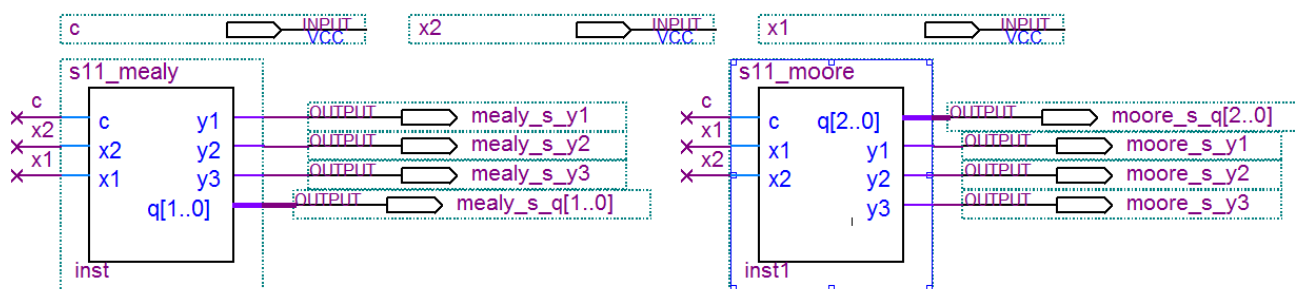 c INPUT VCC
x2 INPUT VCC
x1 INPUT VCC
s11_mealy
c
x2
x1
c y1
x2 y2
x1 y3
q[1..0]
inst
OUTPUT mealy_s_y1
OUTPUT mealy_s_y2
OUTPUT mealy_s_y3
OUTPUT mealy_s_q[1..0]
s11_moore
c
x1
x2
c q[2..0]
x1 y1
x2 y2
y3
inst1
OUTPUT moore_s_q[2..0]
OUTPUT moore_s_y1
OUTPUT moore_s_y2
OUTPUT moore_s_y3